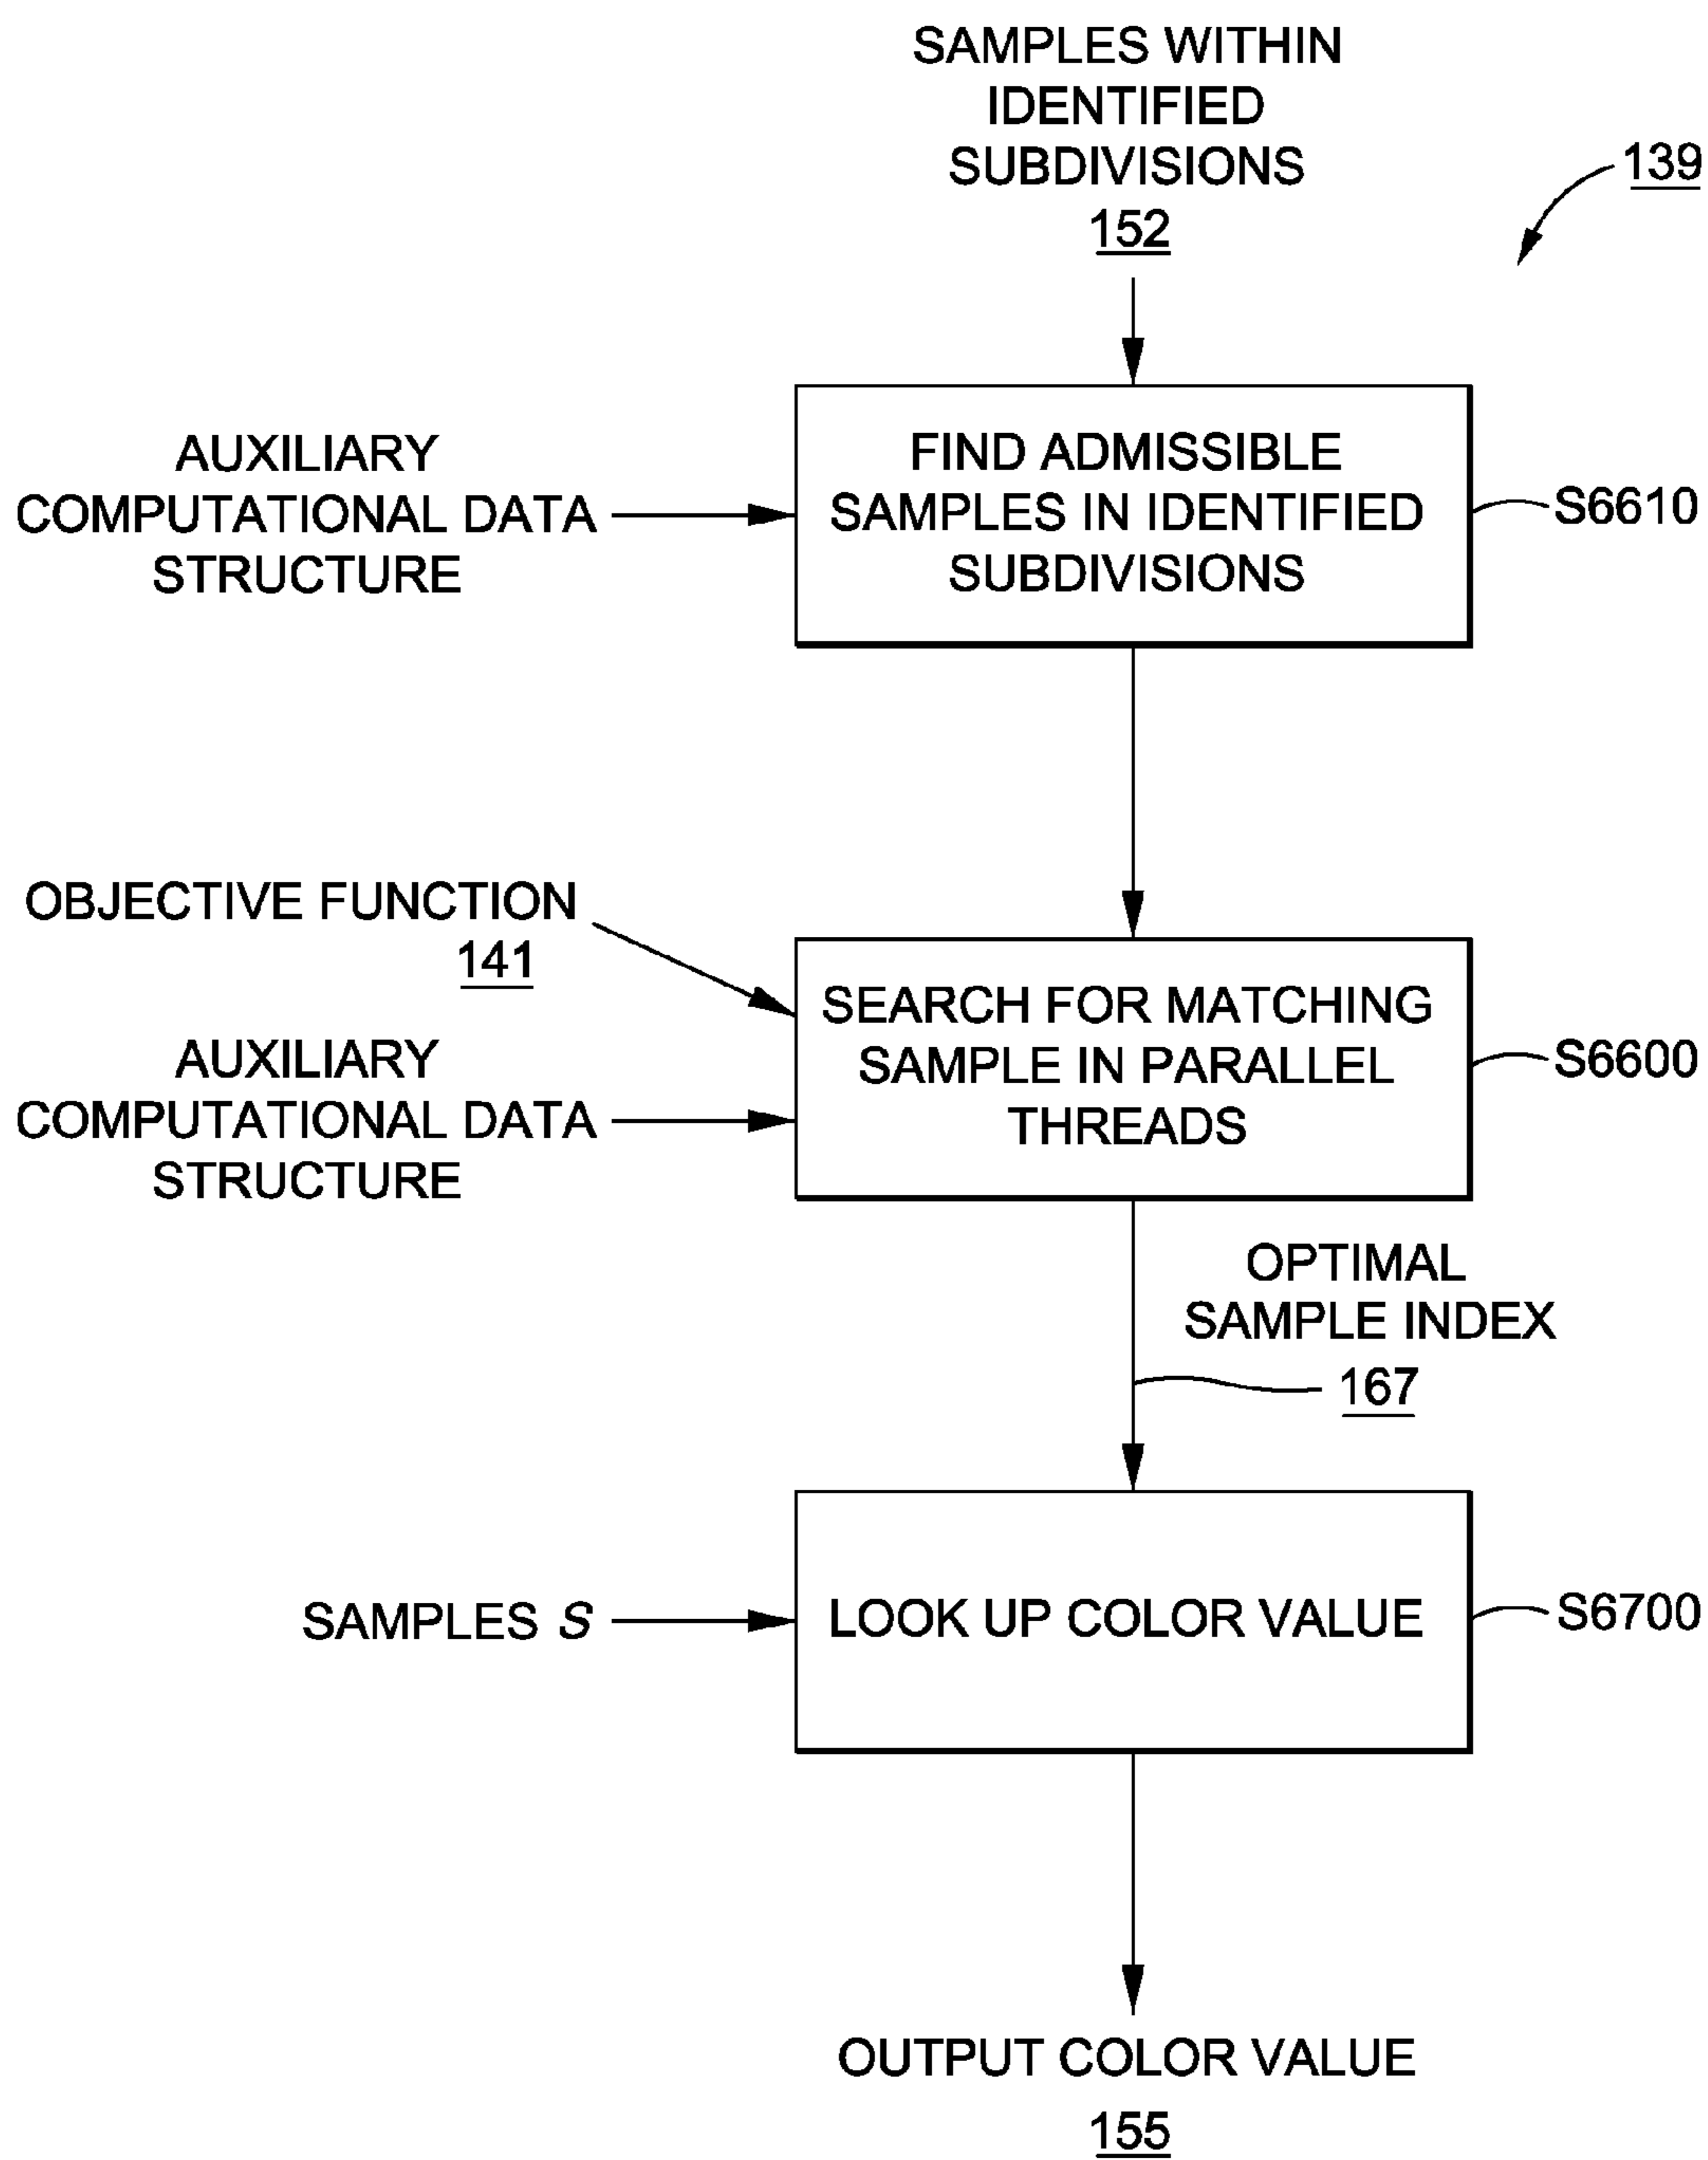 SAMPLES WITHIN
IDENTIFIED
SUBDIVISIONS
152
139
AUXILIARY
COMPUTATIONAL DATA
STRUCTURE
FIND ADMISSIBLE
SAMPLES IN IDENTIFIED
SUBDIVISIONS
S6610
OBJECTIVE FUNCTION
141
AUXILIARY
COMPUTATIONAL DATA
STRUCTURE
SEARCH FOR MATCHING
SAMPLE IN PARALLEL
THREADS
S6600
OPTIMAL
SAMPLE INDEX
167
SAMPLES S
LOOK UP COLOR VALUE
S6700
OUTPUT COLOR VALUE
155